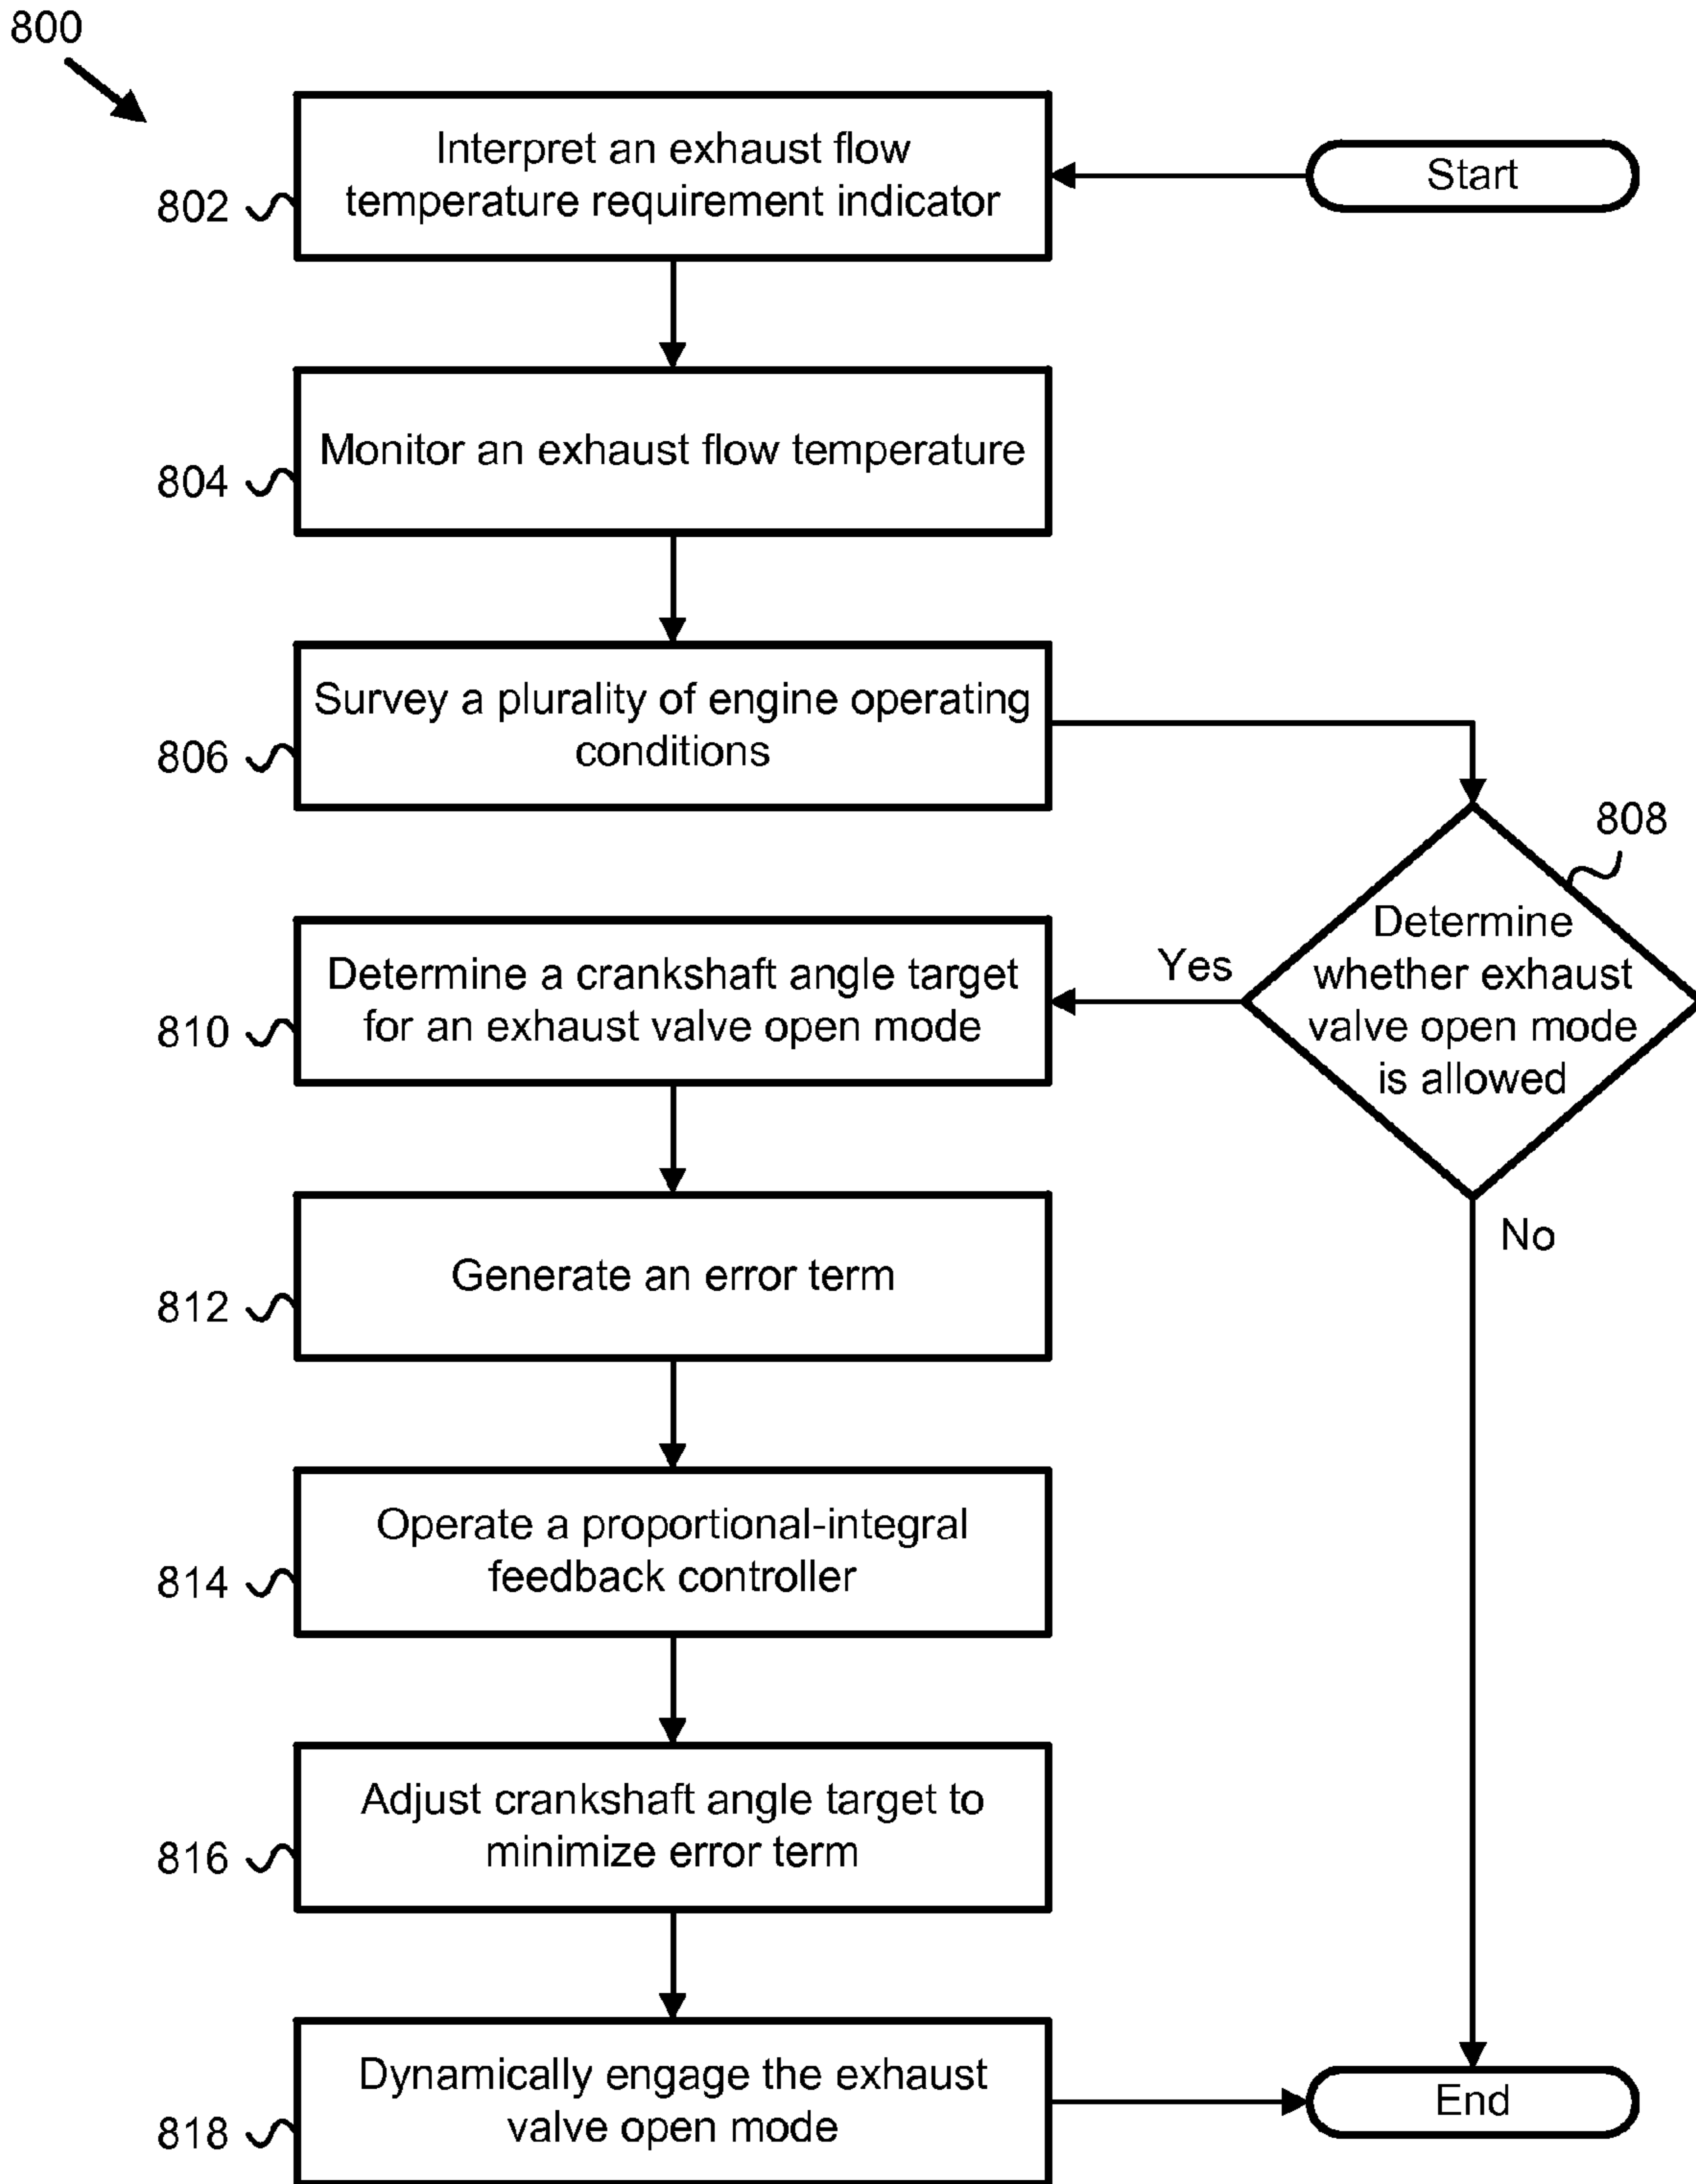 800
Start
Interpret an exhaust flow
temperature requirement indicator
802
Monitor an exhaust flow temperature
804
Survey a plurality of engine operating
conditions
806
808
Determine
whether exhaust
valve open mode
is allowed
Yes
No
Determine a crankshaft angle target
for an exhaust valve open mode
810
Generate an error term
812
Operate a proportional-integral
feedback controller
814
Adjust crankshaft angle target to
minimize error term
816
Dynamically engage the exhaust
valve open mode
818
End